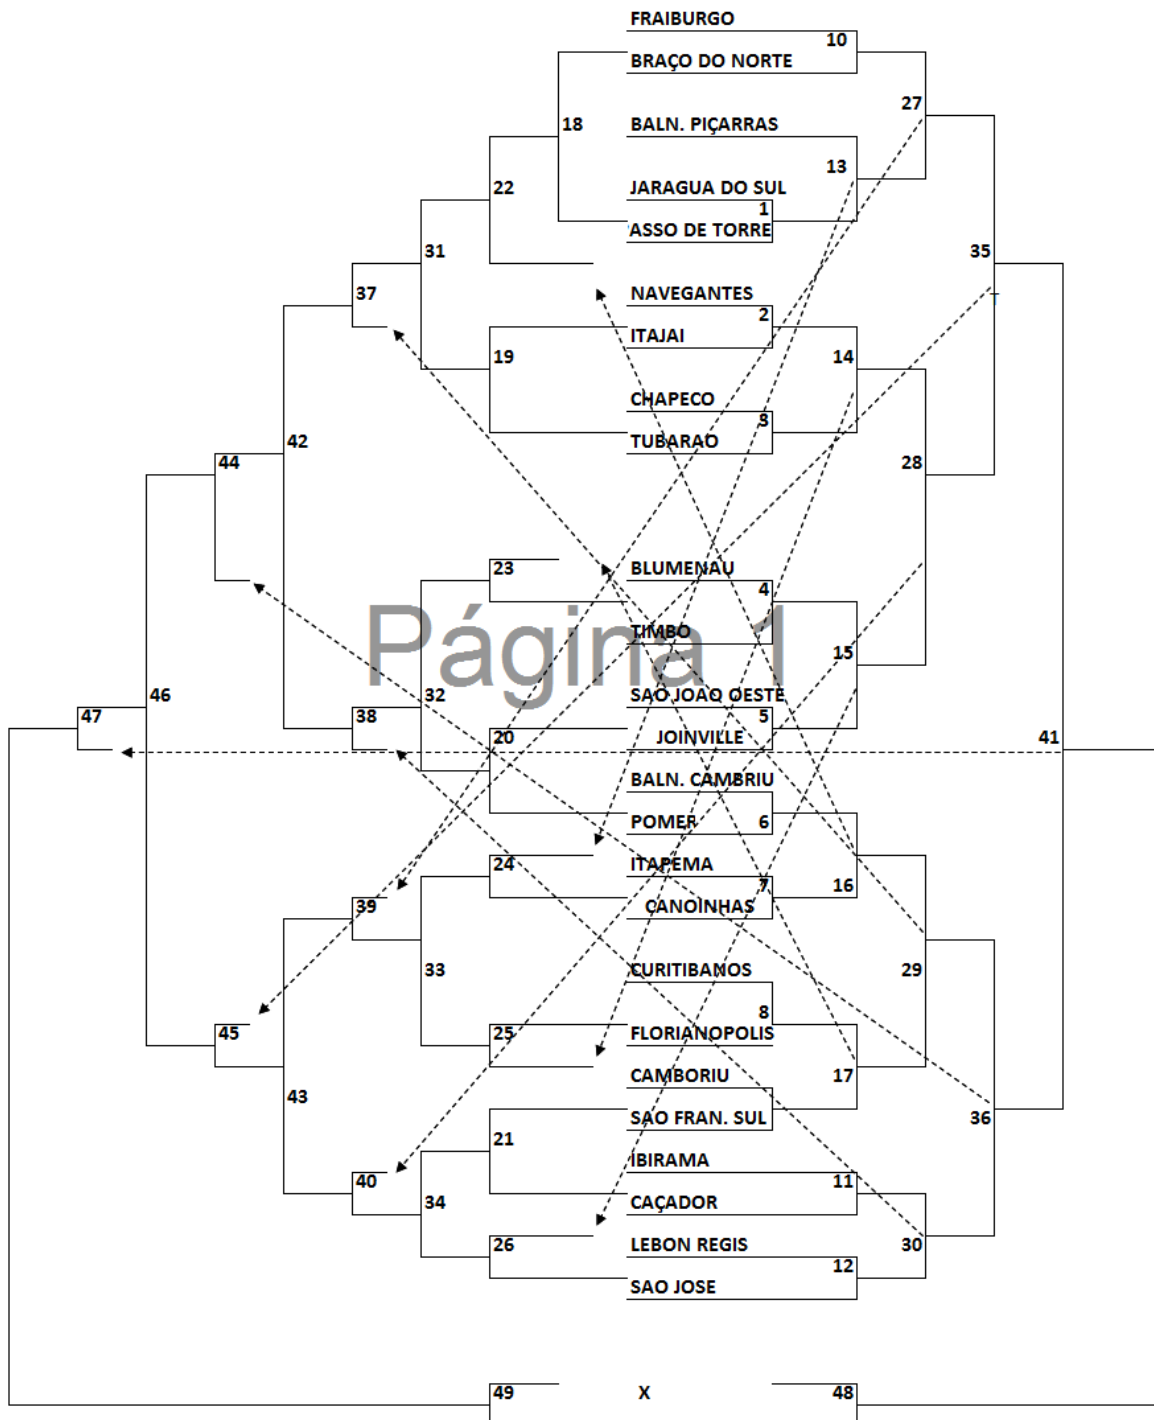 FRAIBURGO
10
BRAÇO DO NORTE
27
18
BALN. PIÇARRAS
13
22
JARAGUA DO SUL
1
ASSO DE TORRE
31
35
37
NAVEGANTES
T
2
ITAJAI
19
14
CHAPECO
3
42
TUBARAO
44
28
23
BLUMENAU
4
Página 1
TIMBO
15
46
32
SAO JOAO OESTE
47
38
5
20
JOINVILLE
41
BALN. CAMBRIU
POMER
6
24
ITAPEMA
7
16
39
CANOINHAS
33
CURITIBANOS
29
8
45
25
FLORIANOPOLIS
CAMBORIU
17
43
SAO FRAN. SUL
36
21
IBIRAMA
40
11
34
CAÇADOR
26
LEBON REGIS
30
12
SAO JOSE
49
X
48